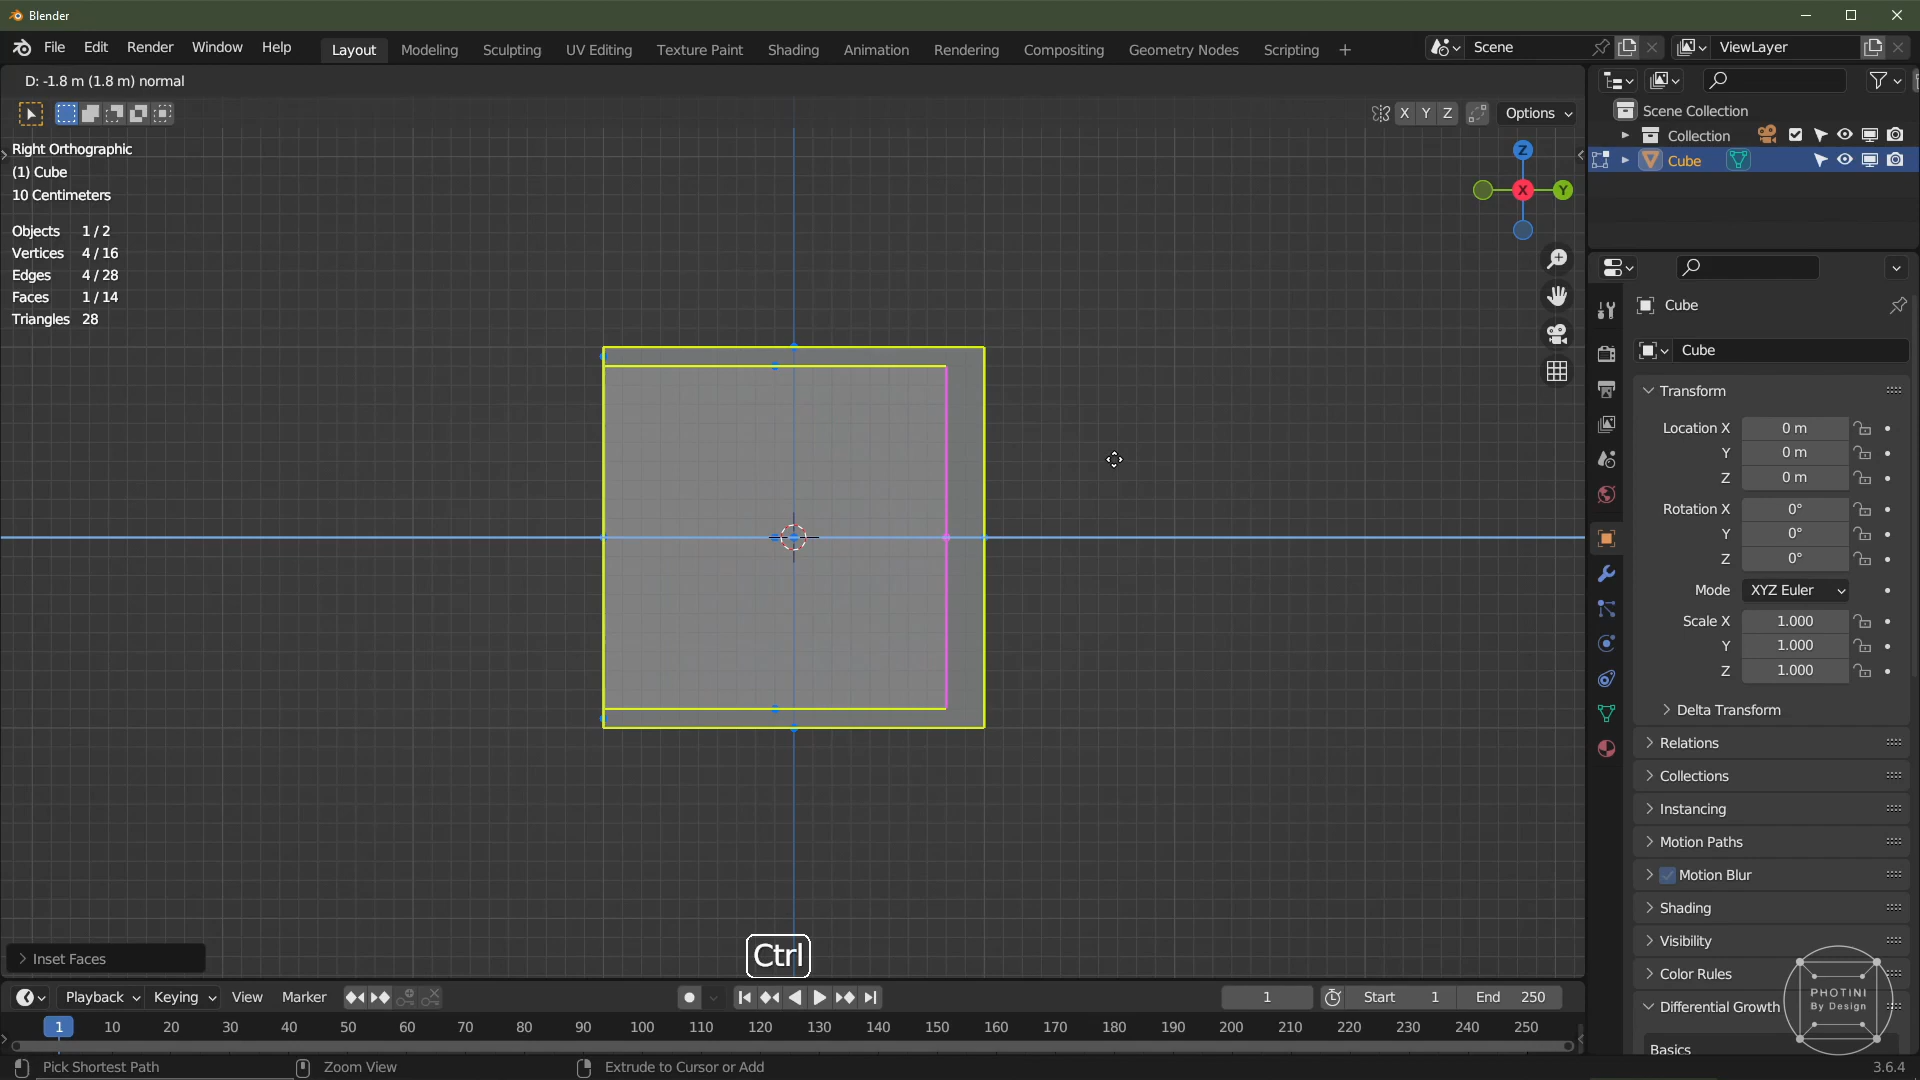 Blender
File Edit Render Window Help Layout Modeling Sculpting UV Editing Texture Paint Shading Animation Rendering Compositing Geometry Nodes Scripting + Scene ViewLayer
D: -1.8 m (1.8 m) normal
X Y Z Options
Right Orthographic
(1) Cube
10 Centimeters
Objects 1 / 2
Vertices 4 / 16
Edges 4 / 28
Faces 1 / 14
Triangles 28
Z
X Y
Scene Collection
Collection
Cube
Cube
Cube
Transform
Location X 0 m
Y 0 m
Z 0 m
Rotation X 0°
Y 0°
Z 0°
Mode XYZ Euler
Scale X 1.000
Y 1.000
Z 1.000
Delta Transform
Relations
Collections
Instancing
Motion Paths
Motion Blur
Shading
Visibility
Color Rules
Differential Growth
Basics
PHOTINI
By Design
Inset Faces
Ctrl
Playback Keying View Marker 1 Start 1 End 250
1 10 20 30 40 50 60 70 80 90 100 110 120 130 140 150 160 170 180 190 200 210 220 230 240 250
Pick Shortest Path Zoom View Extrude to Cursor or Add 3.6.4